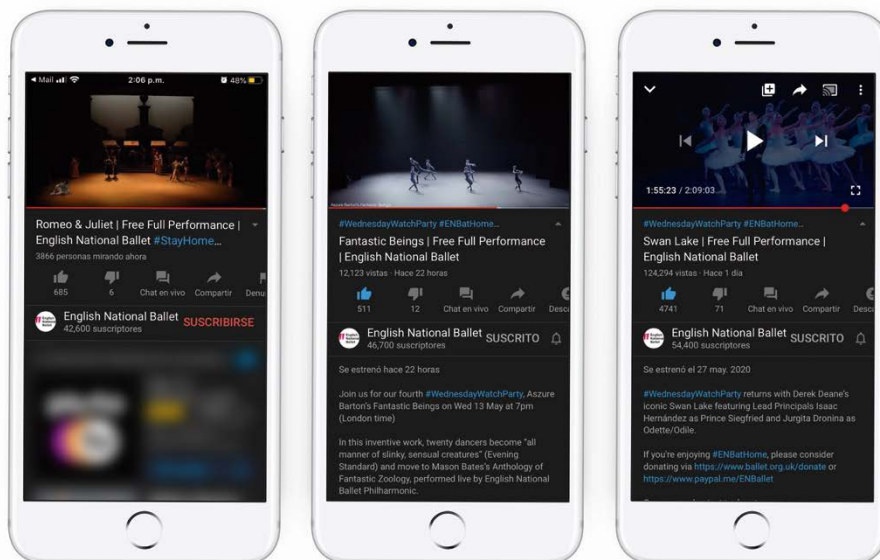 Mail
2:06 p.m.
48%
Romeo & Juliet | Free Full Performance |
English National Ballet #StayHome...
3866 personas mirando ahora
685
6
Chat en vivo
Compartir
English
National
Ballet
English National Ballet
42,600 suscriptores
SUSCRIBIRSE
#WednesdayWatchParty #ENBatHome...
Fantastic Beings | Free Full Performance
| English National Ballet
12,123 vistas · Hace 22 horas
511
12
Chat en vivo
Compartir
English
National
Ballet
English National Ballet
46,700 suscriptores
SUSCRITO
Se estrenó hace 22 horas
Join us for our fourth #WednesdayWatchParty, Aszure
Barton's Fantastic Beings on Wed 13 May at 7pm
(London time)
In this inventive work, twenty dancers become "all
manner of slinky, sensual creatures" (Evening
Standard) and move to Mason Bates's Anthology of
Fantastic Zoology, performed live by English National
Ballet Philharmonic.
1:55:23 / 2:09:03
#WednesdayWatchParty #ENBatHome...
Swan Lake | Free Full Performance |
English National Ballet
124,294 vistas · Hace 1 día
4741
71
Chat en vivo
Compartir
English
National
Ballet
English National Ballet
54,400 suscriptores
SUSCRITO
Se estrenó el 27 may. 2020
#WednesdayWatchParty returns with Derek Deane's
iconic Swan Lake featuring Lead Principals Isaac
Hernández as Prince Siegfried and Jurgita Dronina as
Odette/Odile.
If you're enjoying #ENBatHome, please consider
donating via https://www.ballet.org.uk/donate or
https://www.paypal.me/ENBallet